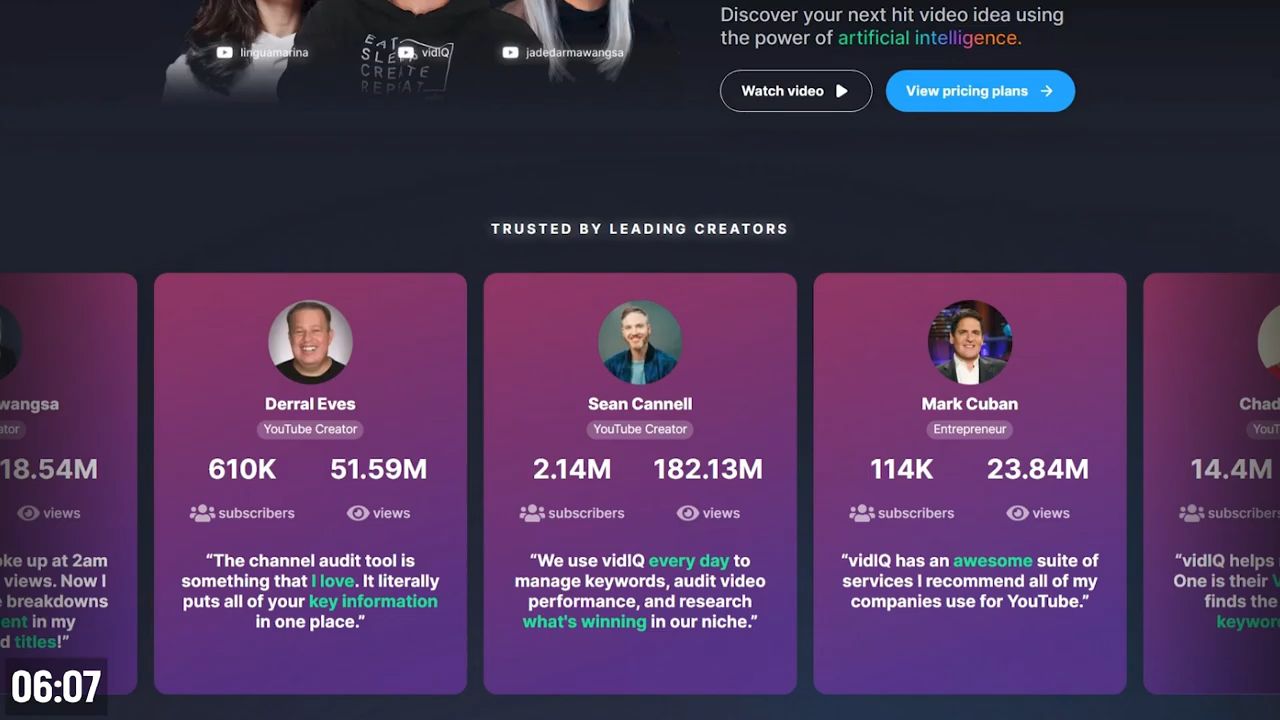 Discover your next hit video idea using
the power of artificial intelligence.
linguamarina
vidIQ
jadedarmawangsa
EAT
SLEEP
CREATE
REPEAT
Watch video
View pricing plans
TRUSTED BY LEADING CREATORS
wangsa
ator
18.54M
views
oke up at 2am
views. Now I
e breakdowns
ent in my
d titles!”
Derral Eves
YouTube Creator
610K 51.59M
subscribers views
“The channel audit tool is
something that I love. It literally
puts all of your key information
in one place.”
Sean Cannell
YouTube Creator
2.14M 182.13M
subscribers views
“We use vidIQ every day to
manage keywords, audit video
performance, and research
what's winning in our niche.”
Mark Cuban
Entrepreneur
114K 23.84M
subscribers views
“vidIQ has an awesome suite of
services I recommend all of my
companies use for YouTube.”
Chad
YouT
14.4M
subscribers
“vidIQ helps
One is their
finds the
keywor
06:07